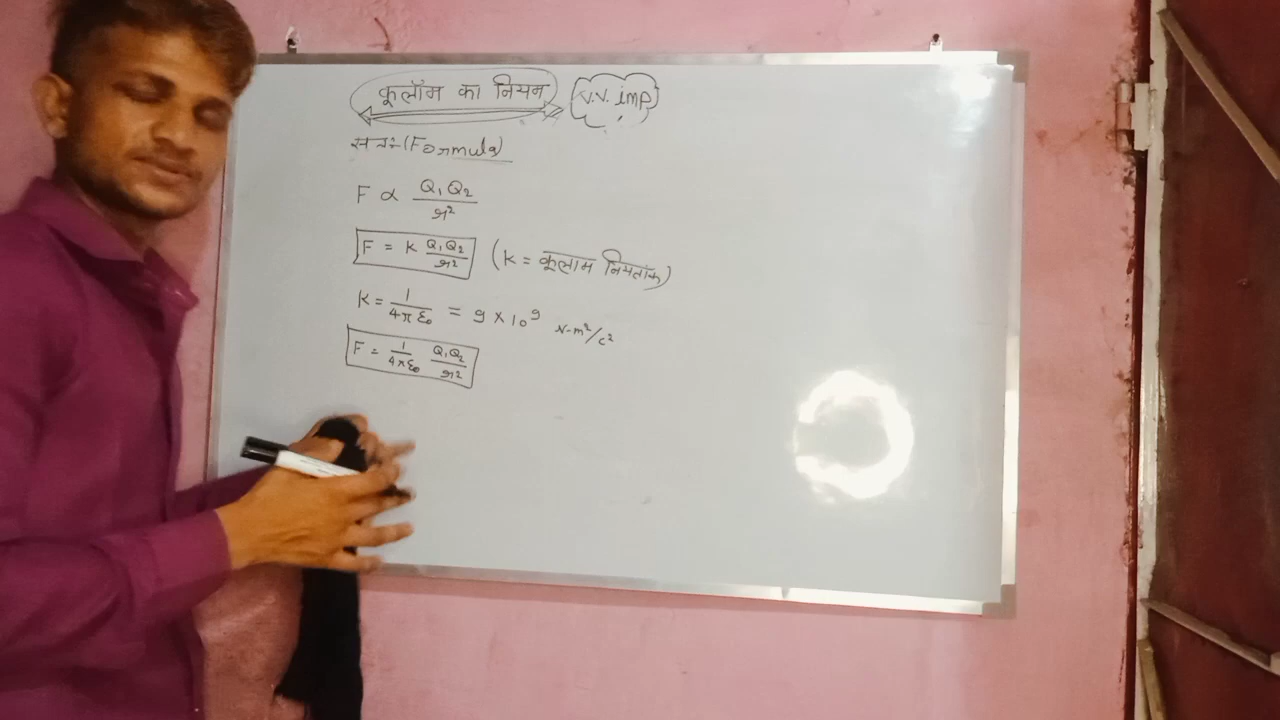 कूलॉम का नियम V.V. imp
सूत्र:-(Formula)
F ∝ Q₁Q₂/r²
F = K Q₁Q₂/r² (K = कूलाम नियतांक)
K = 1/4πε₀ = 9 × 10⁹ N-m²/c²
F = 1/4πε₀ Q₁Q₂/r²